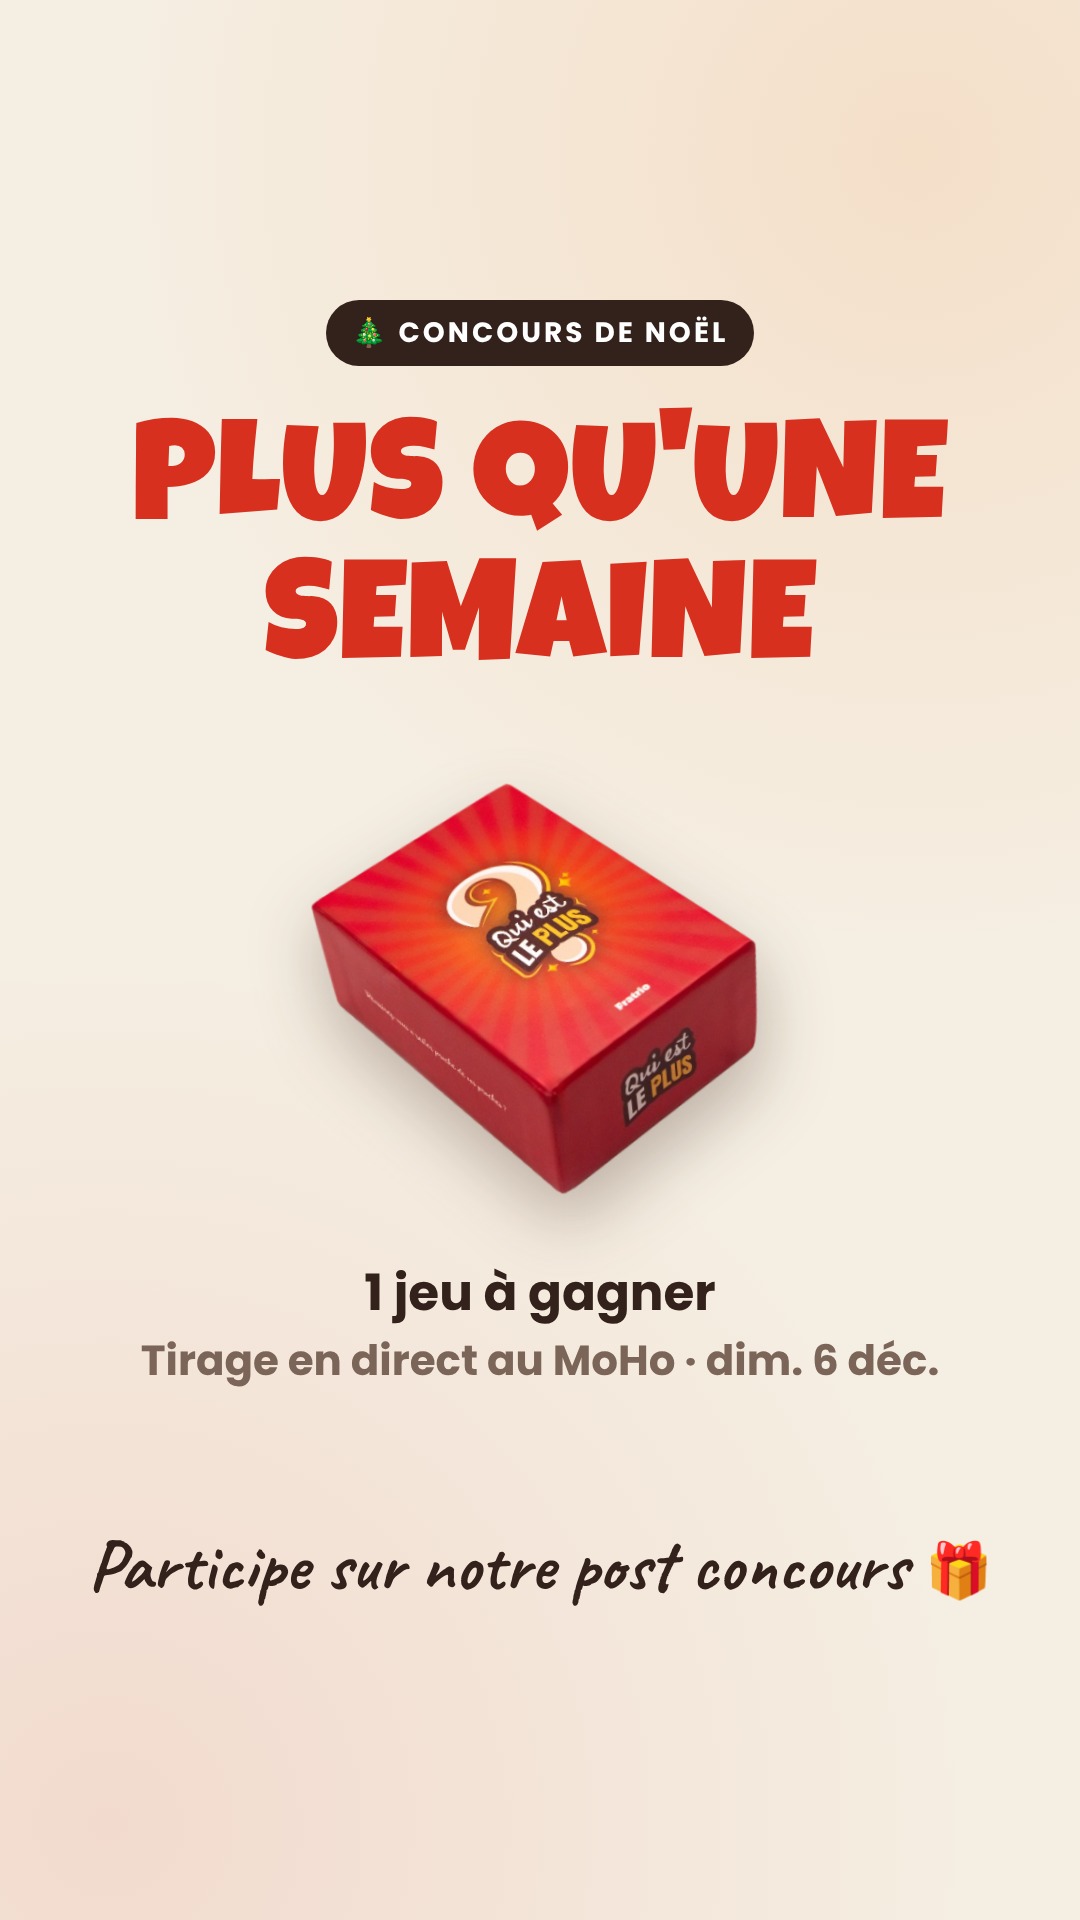 🎄 CONCOURS DE NOËL
PLUS QU'UNE
SEMAINE
Qui est
LE PLUS
Fratrio
Qui est
LE PLUS
1 jeu à gagner
Tirage en direct au MoHo · dim. 6 déc.
Participe sur notre post concours 🎁